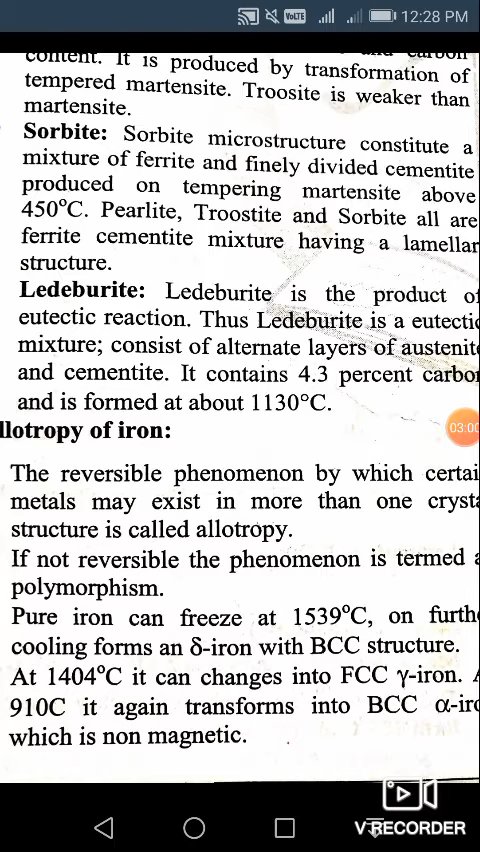 VoLTE 12:28 PM
content. It is produced by transformation of
tempered martensite. Troosite is weaker than
martensite.
Sorbite: Sorbite microstructure constitute a
mixture of ferrite and finely divided cementite
produced on tempering martensite above
450°C. Pearlite, Troostite and Sorbite all are
ferrite cementite mixture having a lamellar
structure.
Ledeburite: Ledeburite is the product of
eutectic reaction. Thus Ledeburite is a eutectic
mixture; consist of alternate layers of austenite
and cementite. It contains 4.3 percent carbon
and is formed at about 1130°C.
llotropy of iron:
03:00
The reversible phenomenon by which certai
metals may exist in more than one crysta
structure is called allotropy.
If not reversible the phenomenon is termed a
polymorphism.
Pure iron can freeze at 1539°C, on furth
cooling forms an δ-iron with BCC structure.
At 1404°C it can changes into FCC γ-iron. A
910C it again transforms into BCC α-iro
which is non magnetic.
V RECORDER